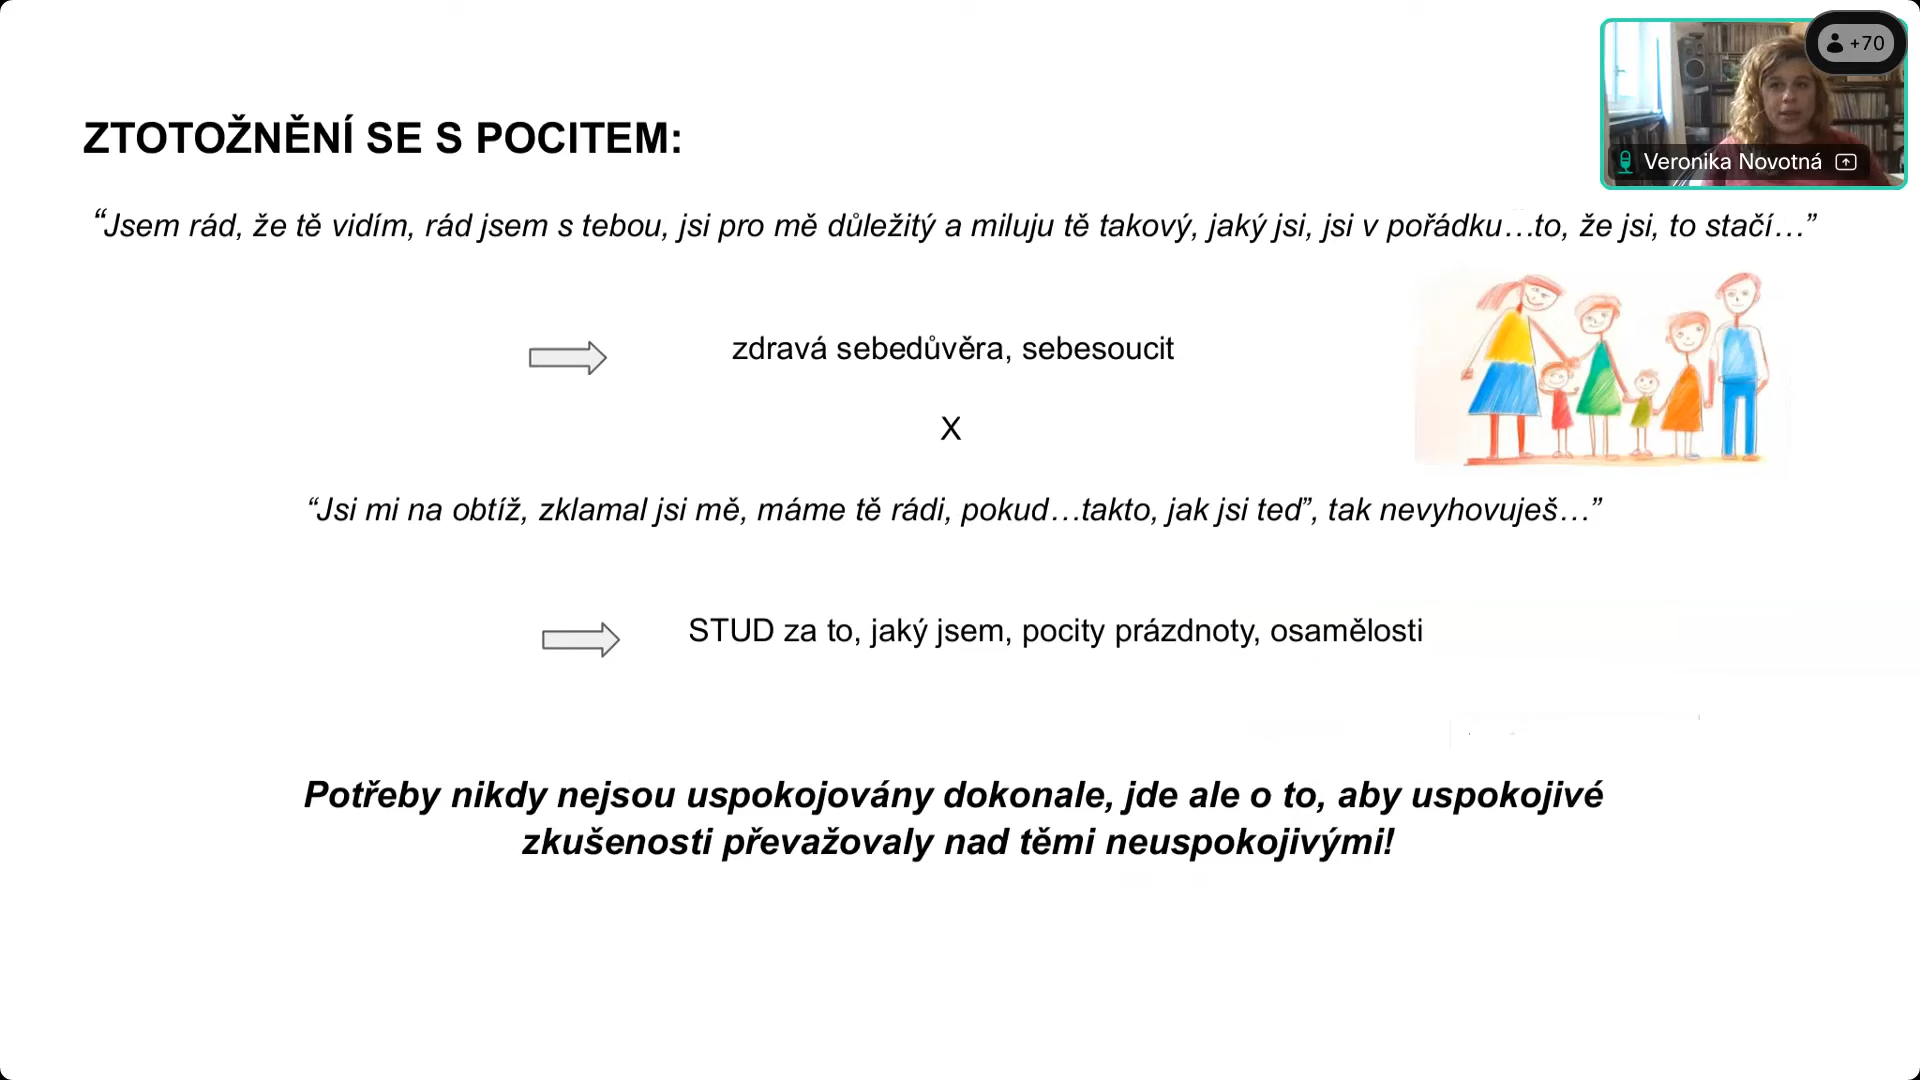 +70
Veronika Novotná
ZTOTOŽNĚNÍ SE S POCITEM:
“Jsem rád, že tě vidím, rád jsem s tebou, jsi pro mě důležitý a miluju tě takový, jaký jsi, jsi v pořádku…to, že jsi, to stačí…”
zdravá sebedůvěra, sebesoucit
X
“Jsi mi na obtíž, zklamal jsi mě, máme tě rádi, pokud…takto, jak jsi teď”, tak nevyhovuješ…”
STUD za to, jaký jsem, pocity prázdnoty, osamělosti
Potřeby nikdy nejsou uspokojovány dokonale, jde ale o to, aby uspokojivé
zkušenosti převažovaly nad těmi neuspokojivými!